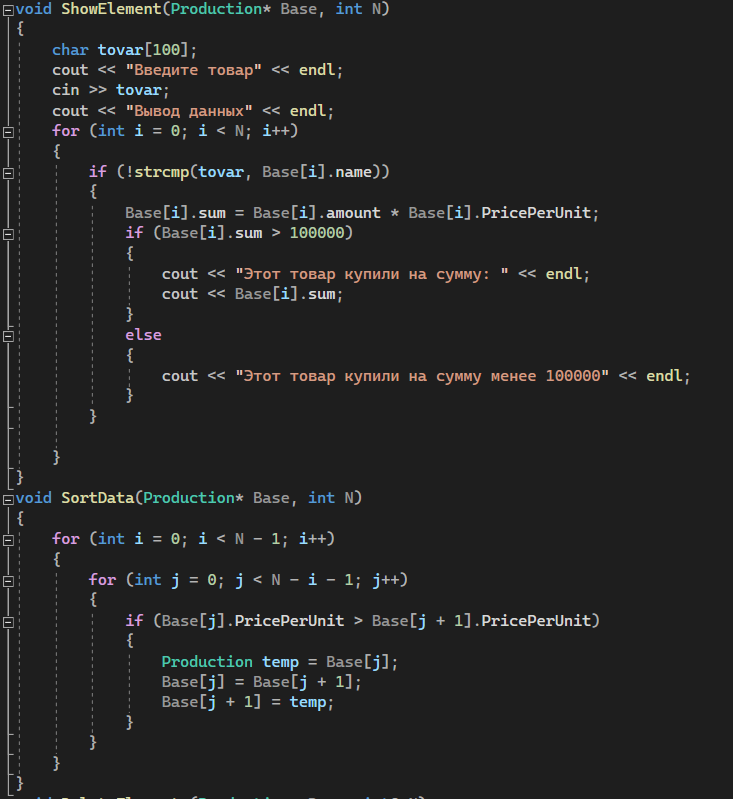 void ShowElement(Production* Base, int N)
{
    char tovar[100];
    cout << "Введите товар" << endl;
    cin >> tovar;
    cout << "Вывод данных" << endl;
    for (int i = 0; i < N; i++)
    {
        if (!strcmp(tovar, Base[i].name))
        {
            Base[i].sum = Base[i].amount * Base[i].PricePerUnit;
            if (Base[i].sum > 100000)
            {
                cout << "Этот товар купили на сумму: " << endl;
                cout << Base[i].sum;
            }
            else
            {
                cout << "Этот товар купили на сумму менее 100000" << endl;
            }
        }

    }
}
void SortData(Production* Base, int N)
{
    for (int i = 0; i < N - 1; i++)
    {
        for (int j = 0; j < N - i - 1; j++)
        {
            if (Base[j].PricePerUnit > Base[j + 1].PricePerUnit)
            {
                Production temp = Base[j];
                Base[j] = Base[j + 1];
                Base[j + 1] = temp;
            }
        }
    }
}